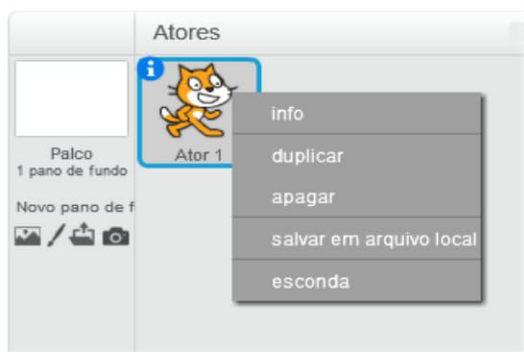 Atores
Palco
1 pano de fundo
Novo pano de f
Ator 1
info
duplicar
apagar
salvar em arquivo local
esconda